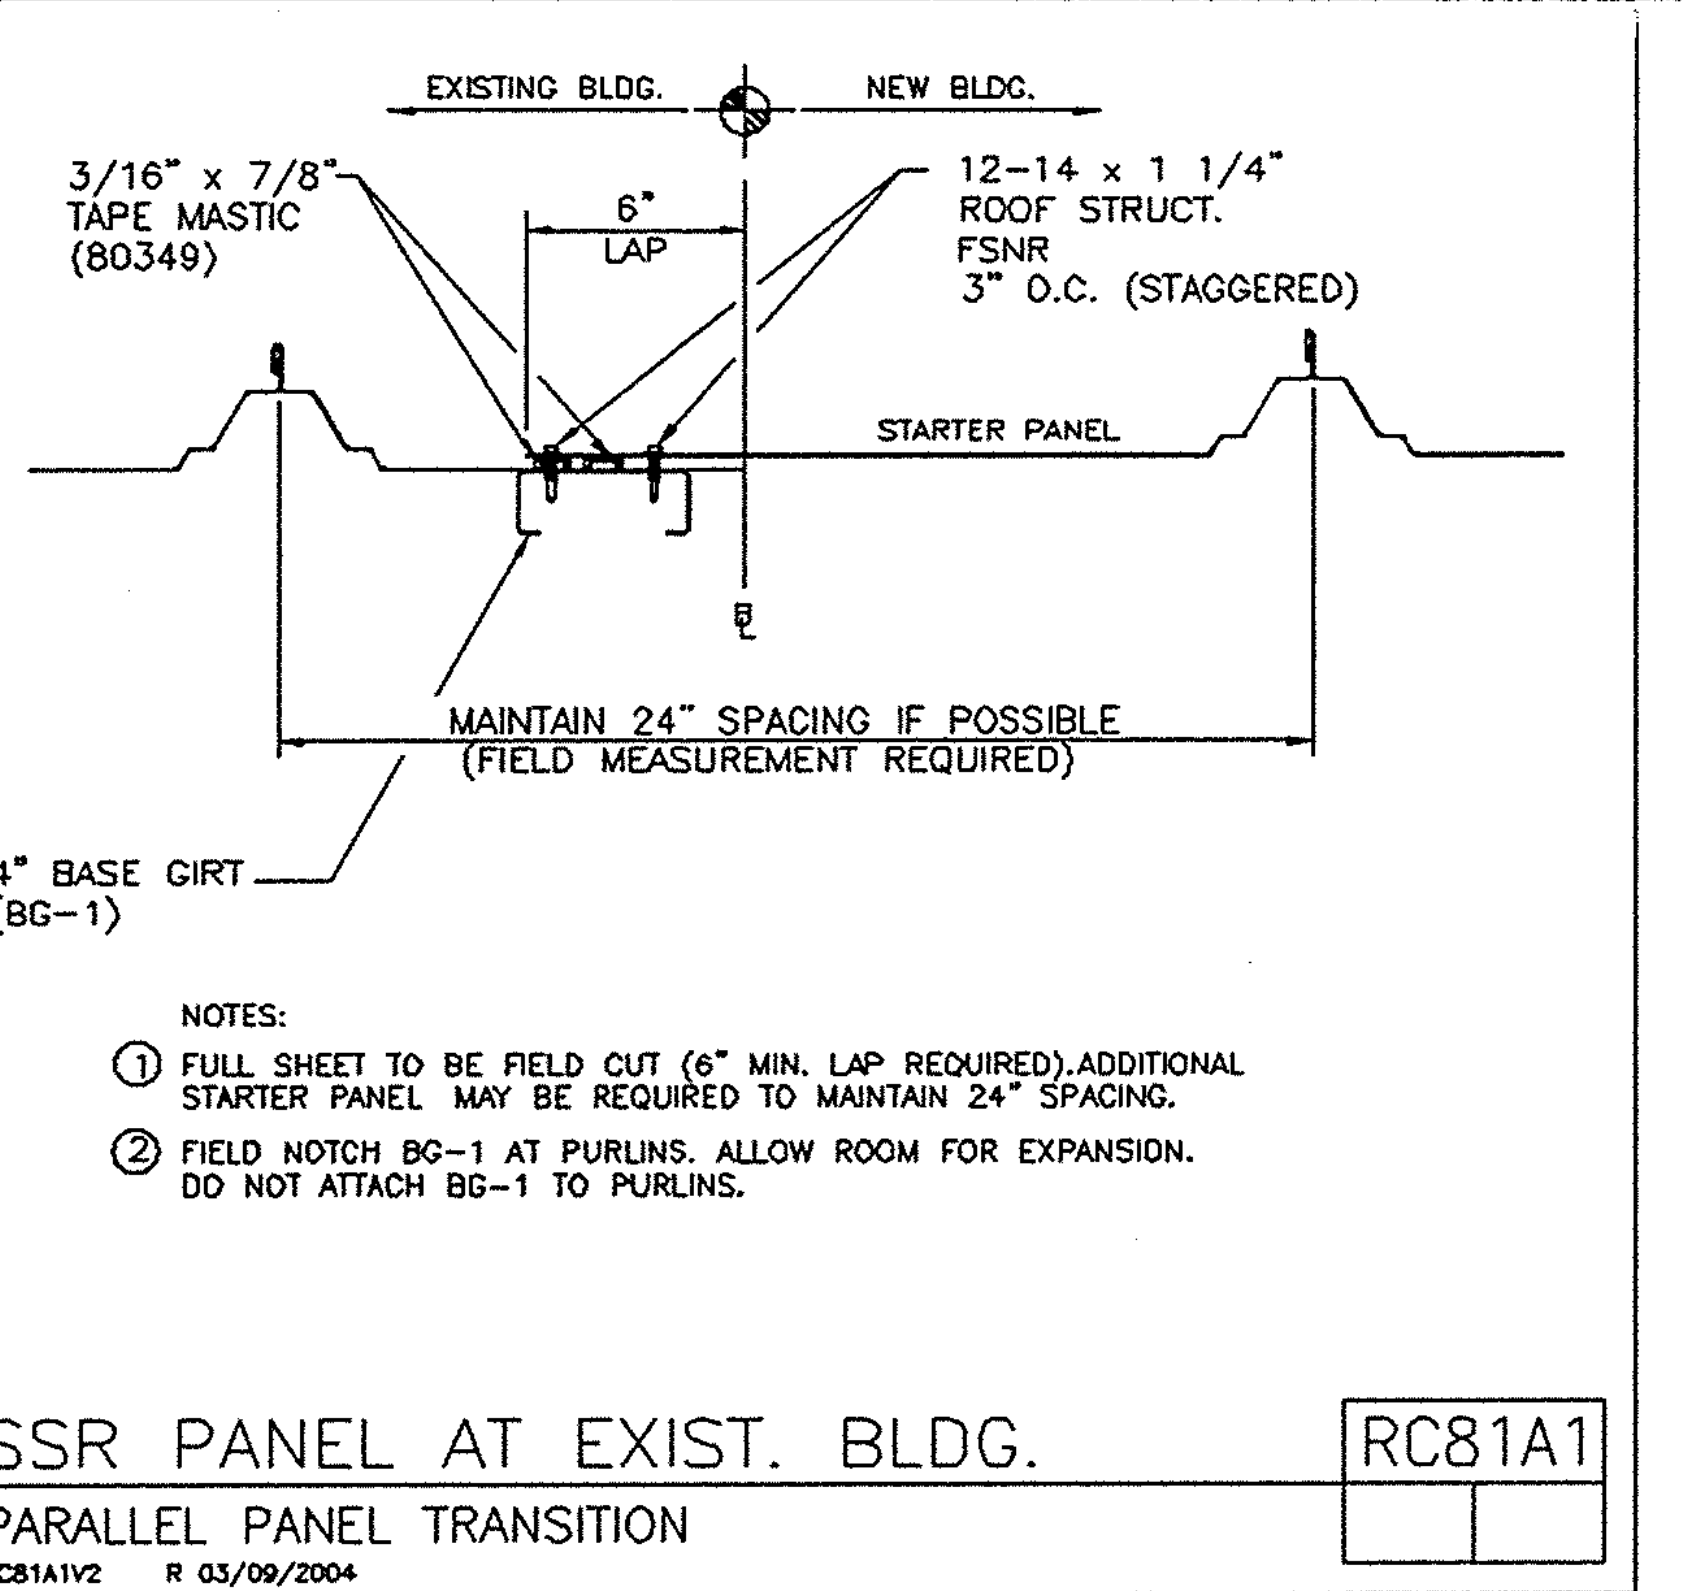 EXISTING BLDG.
NEW BLDG.
3/16" x 7/8"
TAPE MASTIC
(80349)
6"
LAP
12-14 x 1 1/4"
ROOF STRUCT.
FSNR
3" O.C. (STAGGERED)
STARTER PANEL
MAINTAIN 24" SPACING IF POSSIBLE
(FIELD MEASUREMENT REQUIRED)
4" BASE GIRT
(BG-1)
NOTES:
1 FULL SHEET TO BE FIELD CUT (6" MIN. LAP REQUIRED).ADDITIONAL
STARTER PANEL MAY BE REQUIRED TO MAINTAIN 24" SPACING.
2 FIELD NOTCH BG-1 AT PURLINS. ALLOW ROOM FOR EXPANSION.
DO NOT ATTACH BG-1 TO PURLINS.
SSR PANEL AT EXIST. BLDG.
RC81A1
PARALLEL PANEL TRANSITION
C81A1V2 R 03/09/2004